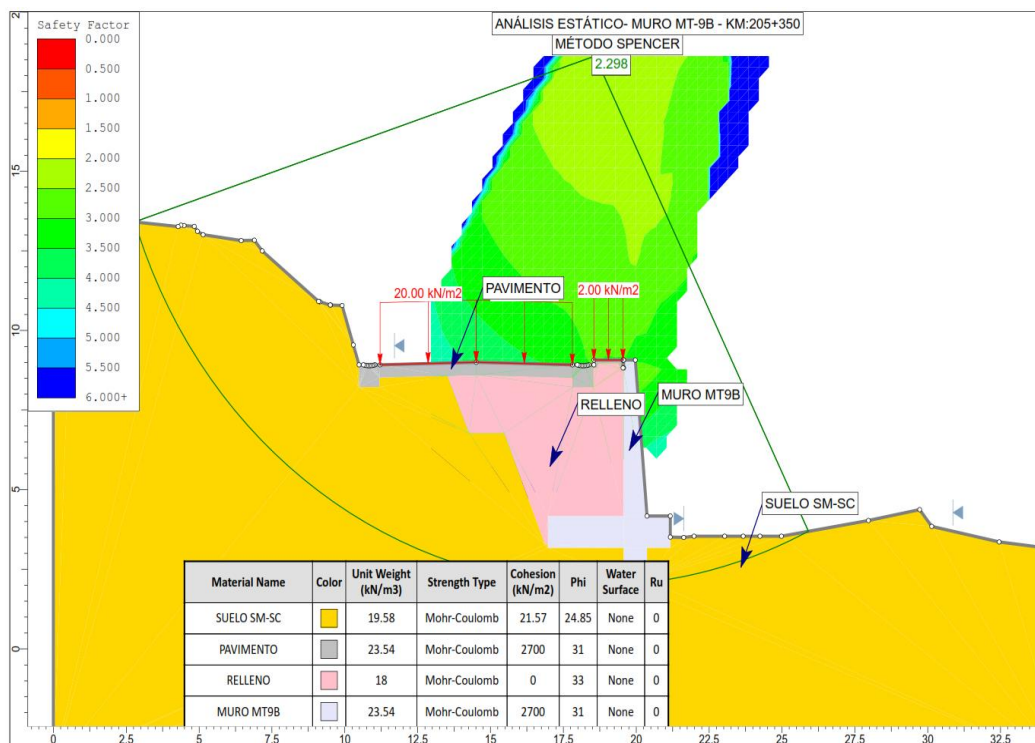 Safety Factor
0.000
0.500
1.000
1.500
2.000
2.500
3.000
3.500
4.000
4.500
5.000
5.500
6.000+
ANÁLISIS ESTÁTICO- MURO MT-9B - KM:205+350
MÉTODO SPENCER
2.298
20.00 kN/m2
PAVIMENTO
2.00 kN/m2
RELLENO
MURO MT9B
SUELO SM-SC
Material Name Color Unit Weight (kN/m3) Strength Type Cohesion (kN/m2) Phi Water Surface Ru
SUELO SM-SC 19.58 Mohr-Coulomb 21.57 24.85 None 0
PAVIMENTO 23.54 Mohr-Coulomb 2700 31 None 0
RELLENO 18 Mohr-Coulomb 0 33 None 0
MURO MT9B 23.54 Mohr-Coulomb 2700 31 None 0
15
10
5
0
0 2.5 5 7.5 10 12.5 15 17.5 20 22.5 25 27.5 30 32.5